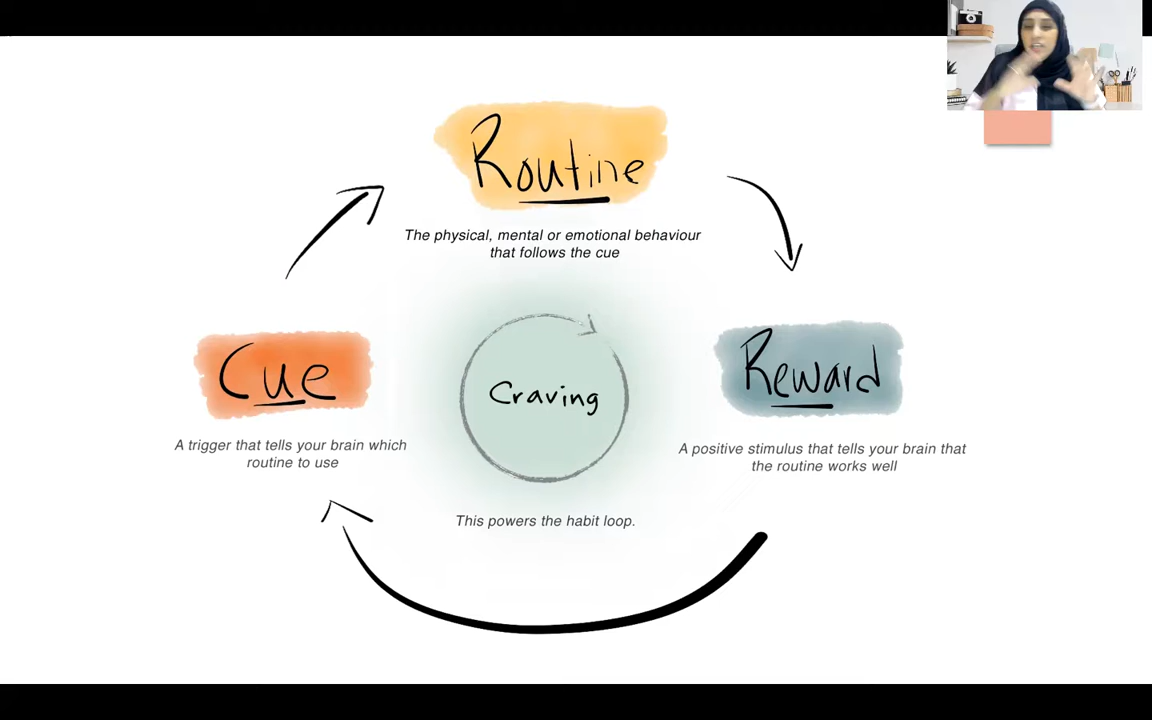 Routine
The physical, mental or emotional behaviour
that follows the cue
Cue
A trigger that tells your brain which
routine to use
Craving
This powers the habit loop.
Reward
A positive stimulus that tells your brain that
the routine works well